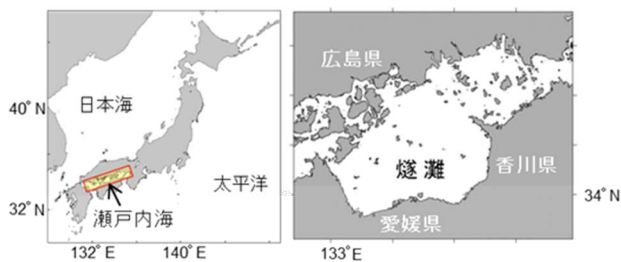 40°N
日本海
太平洋
32°N
瀬戸内海
132°E
140°E
広島県
燧灘
香川県
34°N
愛媛県
133°E